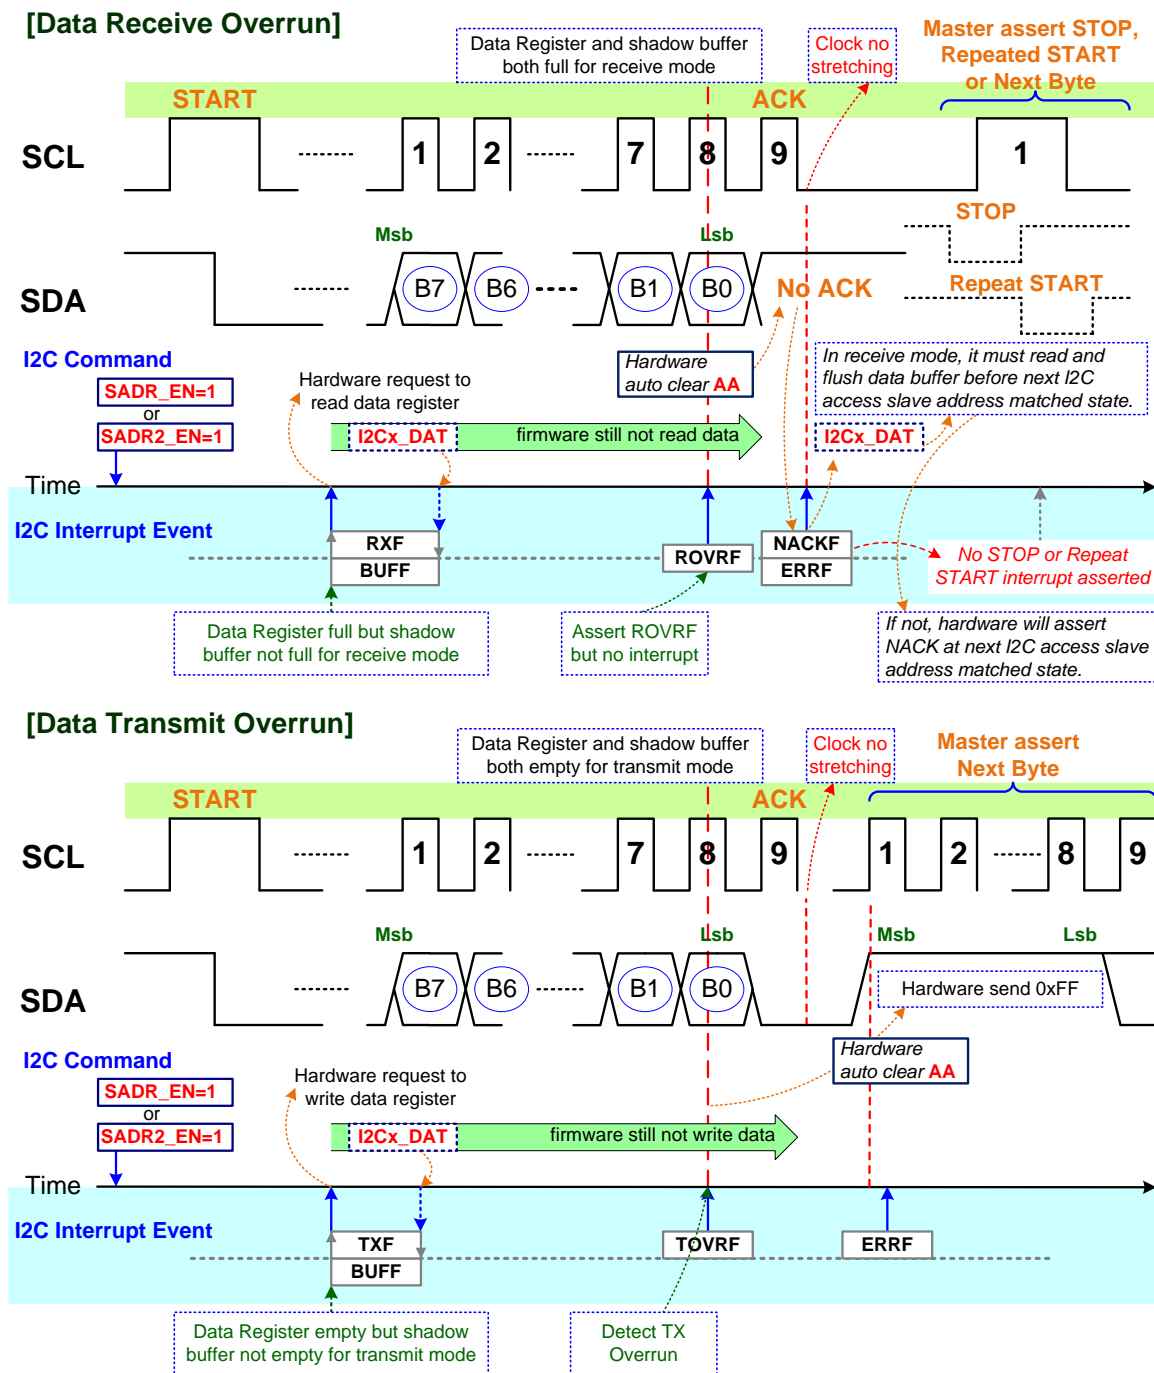 [Data Receive Overrun]
Data Register and shadow buffer
both full for receive mode
Clock no
stretching
Master assert STOP,
Repeated START
or Next Byte
START
ACK
SCL
1
2
7
8
9
1
STOP
Msb
Lsb
SDA
B7
B6
B1
B0
No ACK
Repeat START
I2C Command
SADR_EN=1
or
SADR2_EN=1
Hardware request to
read data register
Hardware
auto clear AA
In receive mode, it must read and
flush data buffer before next I2C
access slave address matched state.
I2Cx_DAT
firmware still not read data
I2Cx_DAT
Time
I2C Interrupt Event
RXF
BUFF
ROVRF
NACKF
ERRF
No STOP or Repeat
START interrupt asserted
Data Register full but shadow
buffer not full for receive mode
Assert ROVRF
but no interrupt
If not, hardware will assert
NACK at next I2C access slave
address matched state.
[Data Transmit Overrun]
Data Register and shadow buffer
both empty for transmit mode
Clock no
stretching
Master assert
Next Byte
START
ACK
SCL
1
2
7
8
9
1
2
8
9
Msb
Lsb
Msb
Lsb
SDA
B7
B6
B1
B0
Hardware send 0xFF
I2C Command
SADR_EN=1
or
SADR2_EN=1
Hardware request to
write data register
Hardware
auto clear AA
I2Cx_DAT
firmware still not write data
Time
I2C Interrupt Event
TXF
BUFF
TOVRF
ERRF
Data Register empty but shadow
buffer not empty for transmit mode
Detect TX
Overrun